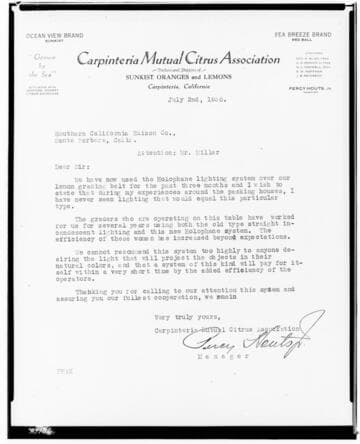 OCEAN VIEW BRAND
SUNKIST
SEA BREEZE BRAND
RED BALL
"Grown
by
the Sea"
Carpinteria Mutual Citrus Association
SUNKIST ORANGES and LEMONS
Carpinteria, California
PERCY HOUTS, Jr.
MANAGER
July 2nd,
Southern California Edison Co.,
Santa Barbara, Calif.
Attention: Mr. Millar
Dear Sir:
We have now used the Holophane lighting system over our
lemon grading belt for the past three months and I wish to
state that during my experiences around the packing houses, I
have never seen lighting that would equal this particular
type.
The graders who are operating on this table have worked
for us for several years using both the old type straight in-
candescent lighting and this new Holophane system. The
efficiency of these women has increased beyond expectations.
We cannot recommend this system too highly to anyone de-
siring the light that will project the objects in their
natural colors, and that a system of this kind will pay for it-
self within a very short time by the added efficiency of the
operators.
Thanking you for calling to our attention this system and
assuring you our fullest cooperation, we remain
Very truly yours,
Carpinteria Mutual Citrus Association
Percy Houts Jr.
Manager